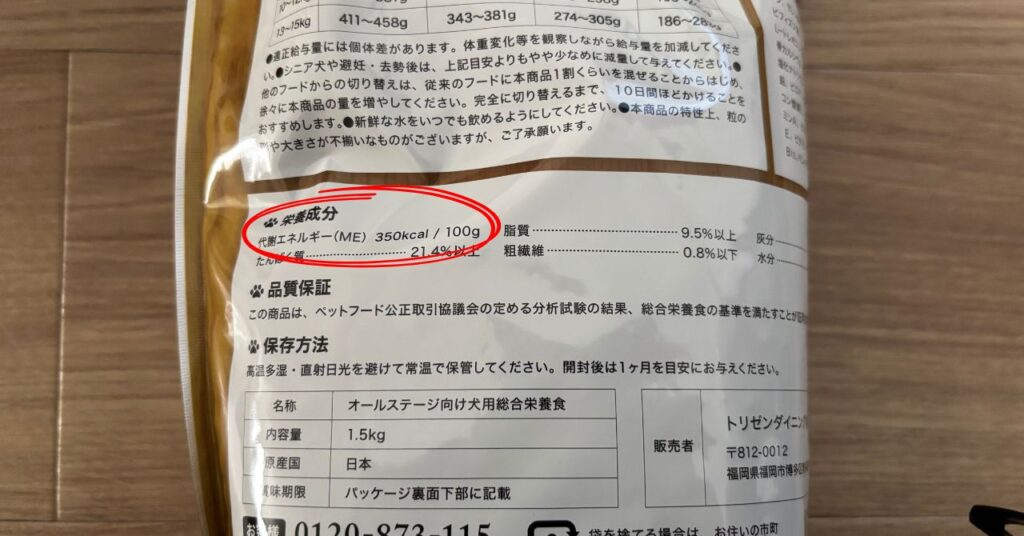 13~15kg 411~458g 343~381g 274~305g
●適正給与量には個体差があります。体重変化等を観察しながら給与量を加減してくださ
い。●シニア犬や避妊・去勢後は、上記目安よりもやや少なめに減量して与えてください。●
他のフードからの切り替えは、従来のフードに本商品1割くらいを混ぜることからはじめ、
徐々に本商品の量を増やしてください。完全に切り替えるまで、10日間ほどかけることを
おすすめします。●新鮮な水をいつでも飲めるようにしてください。●本商品の特性上、粒の
形や大きさが不揃いなものがございますが、ご了承願います。
栄養成分
代謝エネルギー(ME) 350kcal / 100g
脂質 9.5%以上
灰分
たんぱく質 21.4%以上
粗繊維 0.8%以下
水分
品質保証
この商品は、ペットフード公正取引協議会の定める分析試験の結果、総合栄養食の基準を満たすことが
保存方法
高温多湿・直射日光を避けて常温で保管してください。開封後は1ヶ月を目安にお与えください。
名称 オールステージ向け犬用総合栄養食
内容量 1.5kg
原産国 日本
賞味期限 パッケージ裏面下部に記載
販売者
トリゼンダイニング
〒812-0012
福岡県福岡市博多区
0120-873-115
袋を捨てる場合は、お住いの市町